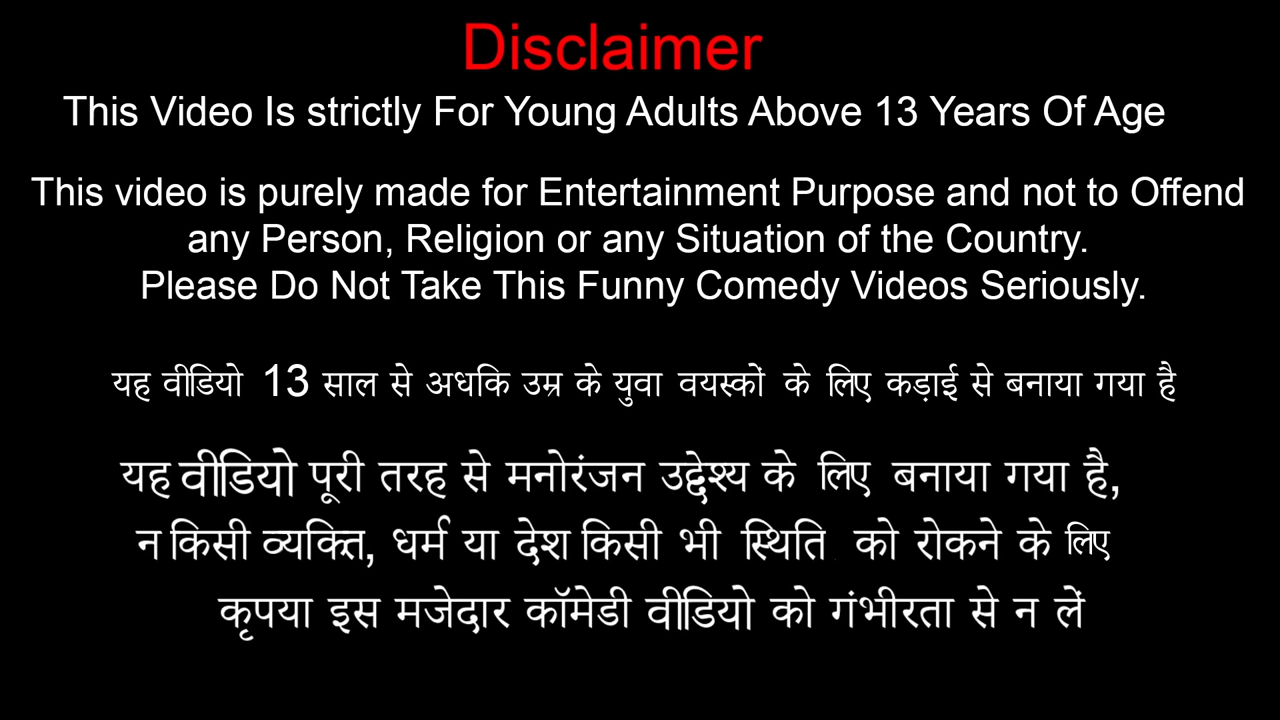 Disclaimer
This Video Is strictly For Young Adults Above 13 Years Of Age
This video is purely made for Entertainment Purpose and not to Offend
any Person, Religion or any Situation of the Country.
Please Do Not Take This Funny Comedy Videos Seriously.
यह वीडियो 13 साल से अधकि उम्र के युवा वयस्कों के लिए कड़ाई से बनाया गया है
यह वीडियो पूरी तरह से मनोरंजन उद्देश्य के लिए बनाया गया है,
न किसी व्यक्ति, धर्म या देश किसी भी स्थिति को रोकने के लिए
कृपया इस मजेदार कॉमेडी वीडियो को गंभीरता से न लें